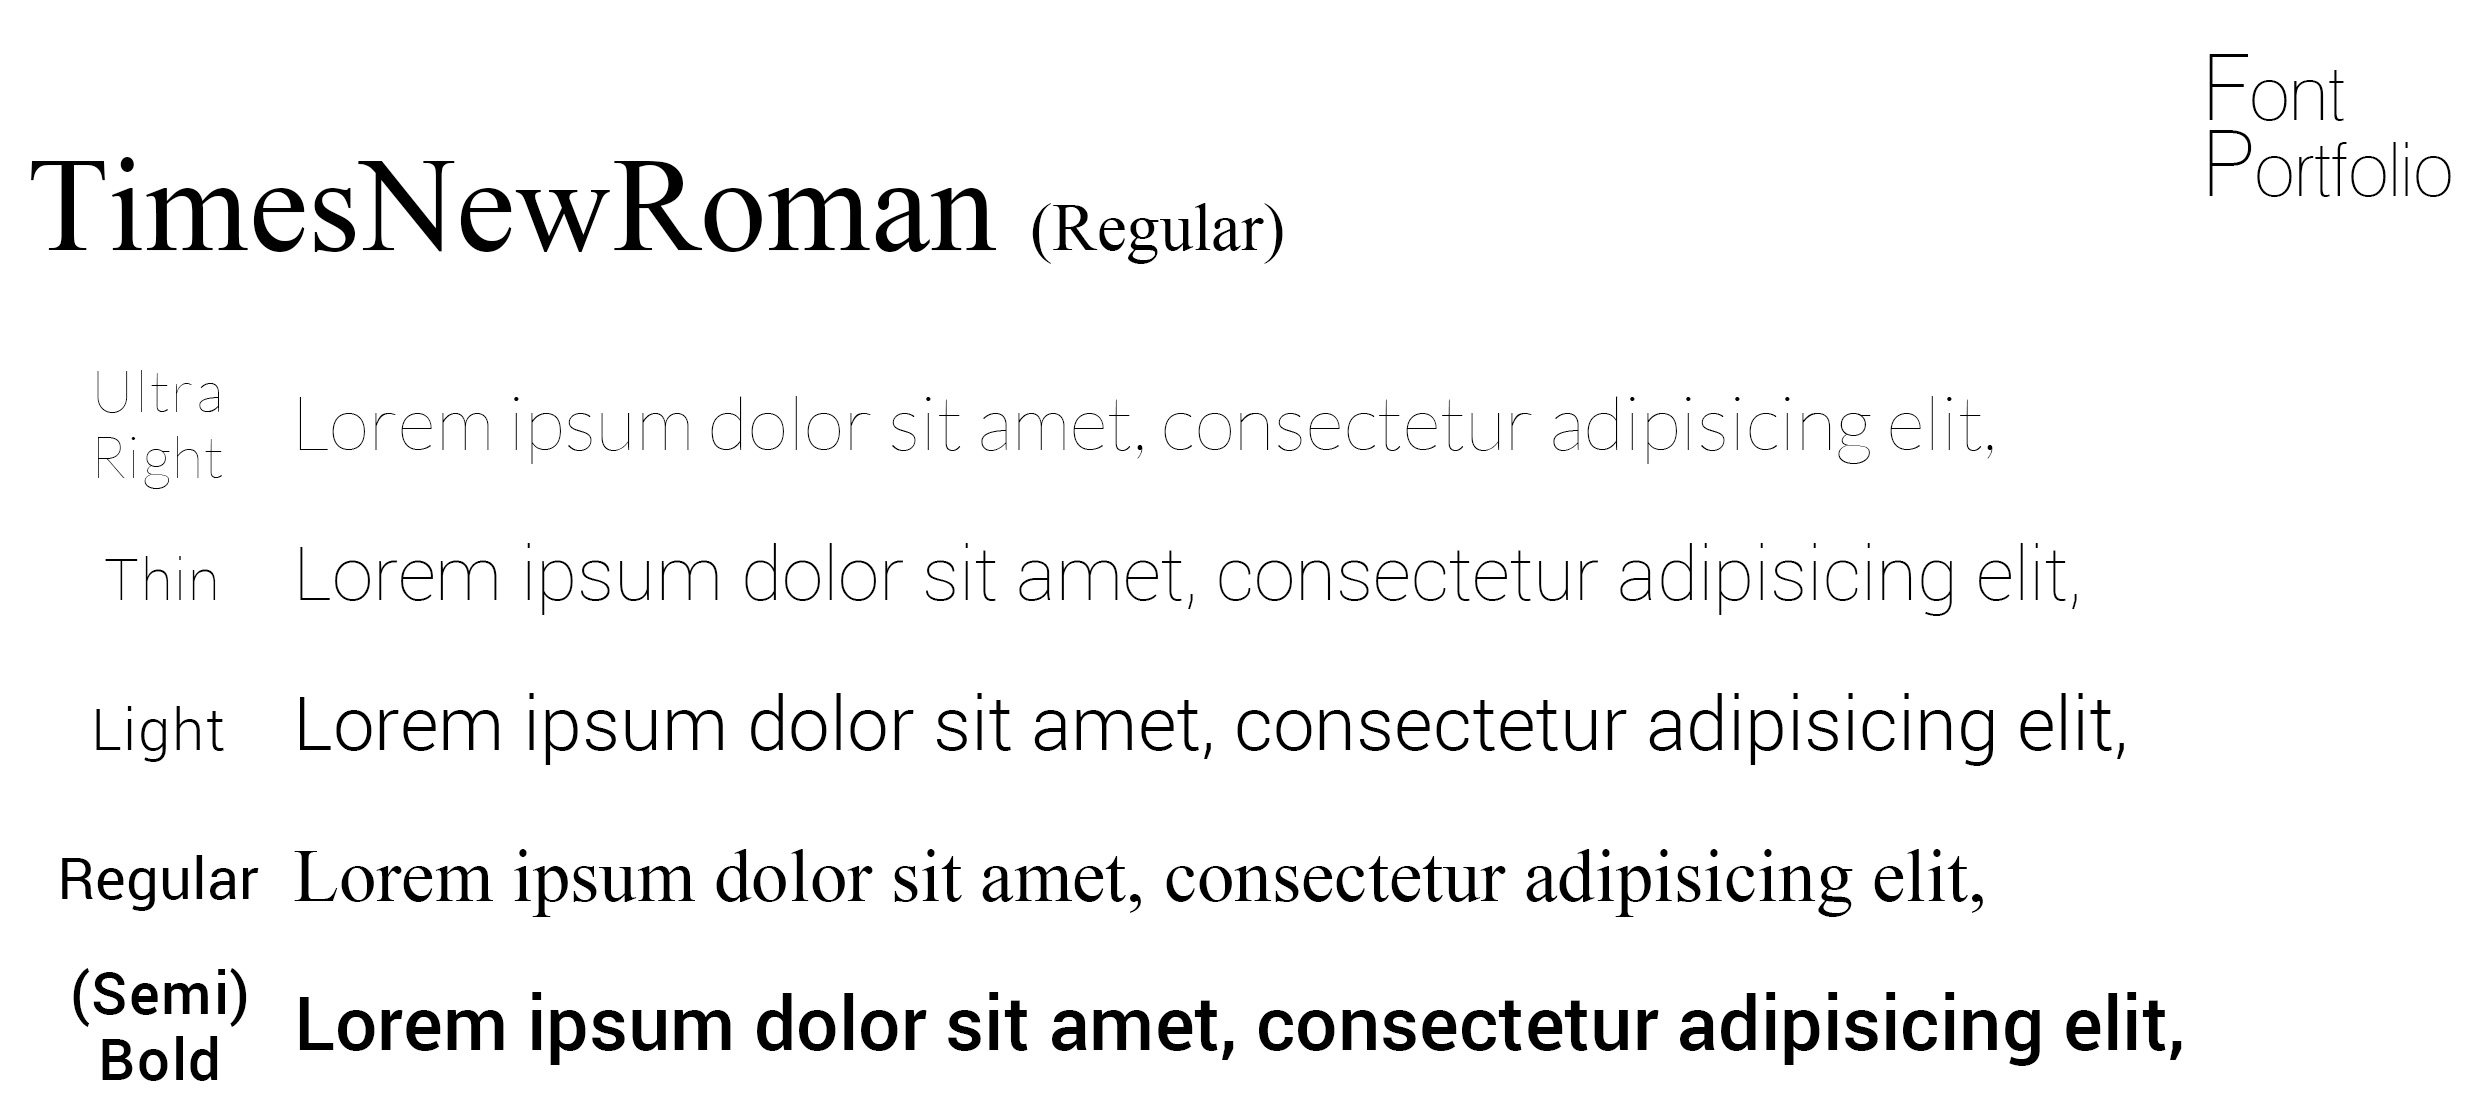 Font
Portfolio
TimesNewRoman (Regular)
Ultra
Right
Lorem ipsum dolor sit amet, consectetur adipisicing elit,
Thin
Lorem ipsum dolor sit amet, consectetur adipisicing elit,
Light
Lorem ipsum dolor sit amet, consectetur adipisicing elit,
Regular
Lorem ipsum dolor sit amet, consectetur adipisicing elit,
(Semi)
Bold
Lorem ipsum dolor sit amet, consectetur adipisicing elit,